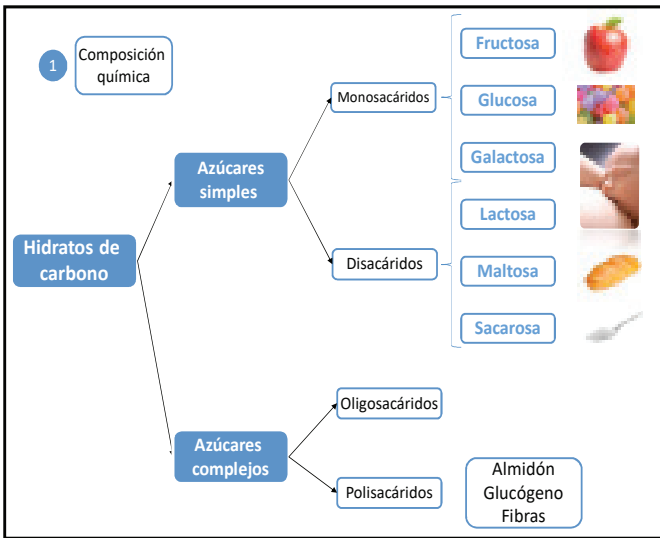 1
Composición
química
Hidratos de
carbono
Azúcares
simples
Monosacáridos
Fructosa
Glucosa
Galactosa
Disacáridos
Lactosa
Maltosa
Sacarosa
Azúcares
complejos
Oligosacáridos
Polisacáridos
Almidón
Glucógeno
Fibras